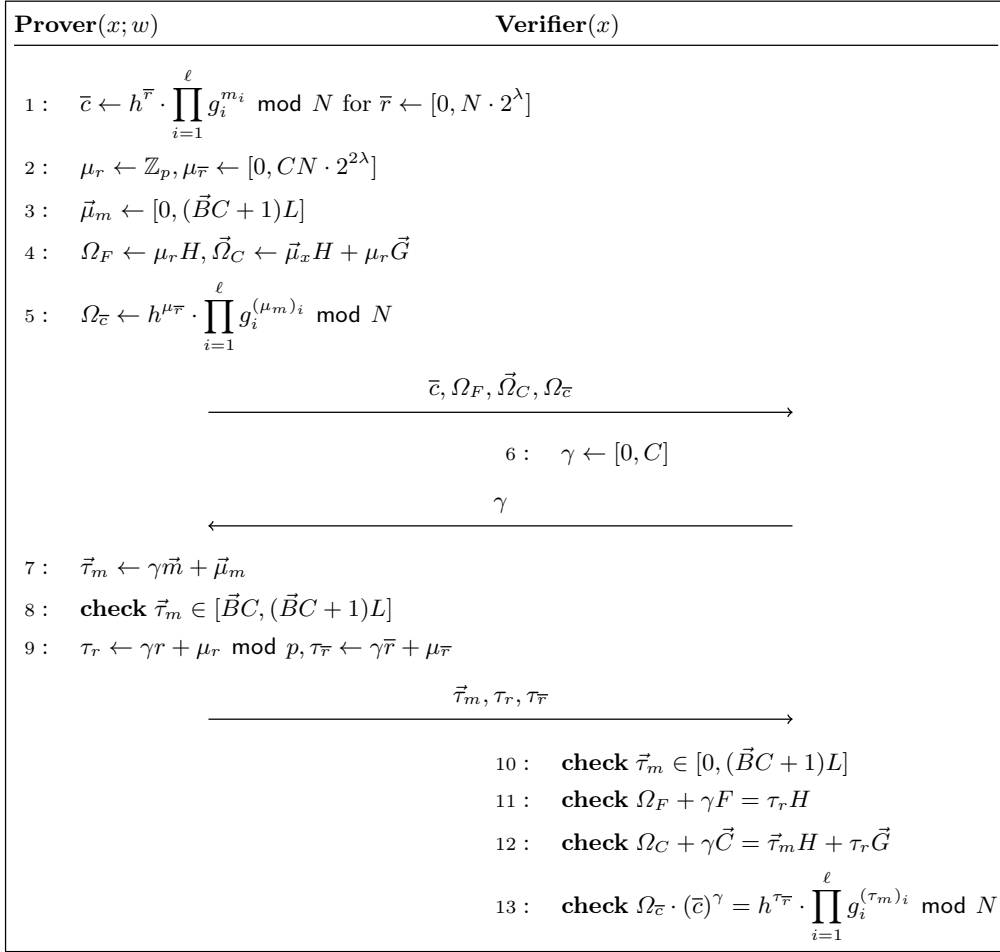 Prover(x; w) Verifier(x)
1 : c̅ ← h^r̅ · ∏_{i=1}^{ℓ} g_i^{m_i} mod N for r̅ ← [0, N · 2^λ]
2 : μ_r ← ℤ_p, μ_r̅ ← [0, CN · 2^{2λ}]
3 : μ⃗_m ← [0, (B⃗C + 1)L]
4 : Ω_F ← μ_r H, Ω⃗_C ← μ⃗_x H + μ_r G⃗
5 : Ω_c̅ ← h^{μ_r̅} · ∏_{i=1}^{ℓ} g_i^{(μ_m)_i} mod N
c̅, Ω_F, Ω⃗_C, Ω_c̅
6 : γ ← [0, C]
γ
7 : τ⃗_m ← γm⃗ + μ⃗_m
8 : check τ⃗_m ∈ [B⃗C, (B⃗C + 1)L]
9 : τ_r ← γr + μ_r mod p, τ_r̅ ← γr̅ + μ_r̅
τ⃗_m, τ_r, τ_r̅
10 : check τ⃗_m ∈ [0, (B⃗C + 1)L]
11 : check Ω_F + γF = τ_r H
12 : check Ω_C + γC⃗ = τ⃗_m H + τ_r G⃗
13 : check Ω_c̅ · (c̅)^γ = h^{τ_r̅} · ∏_{i=1}^{ℓ} g_i^{(τ_m)_i} mod N